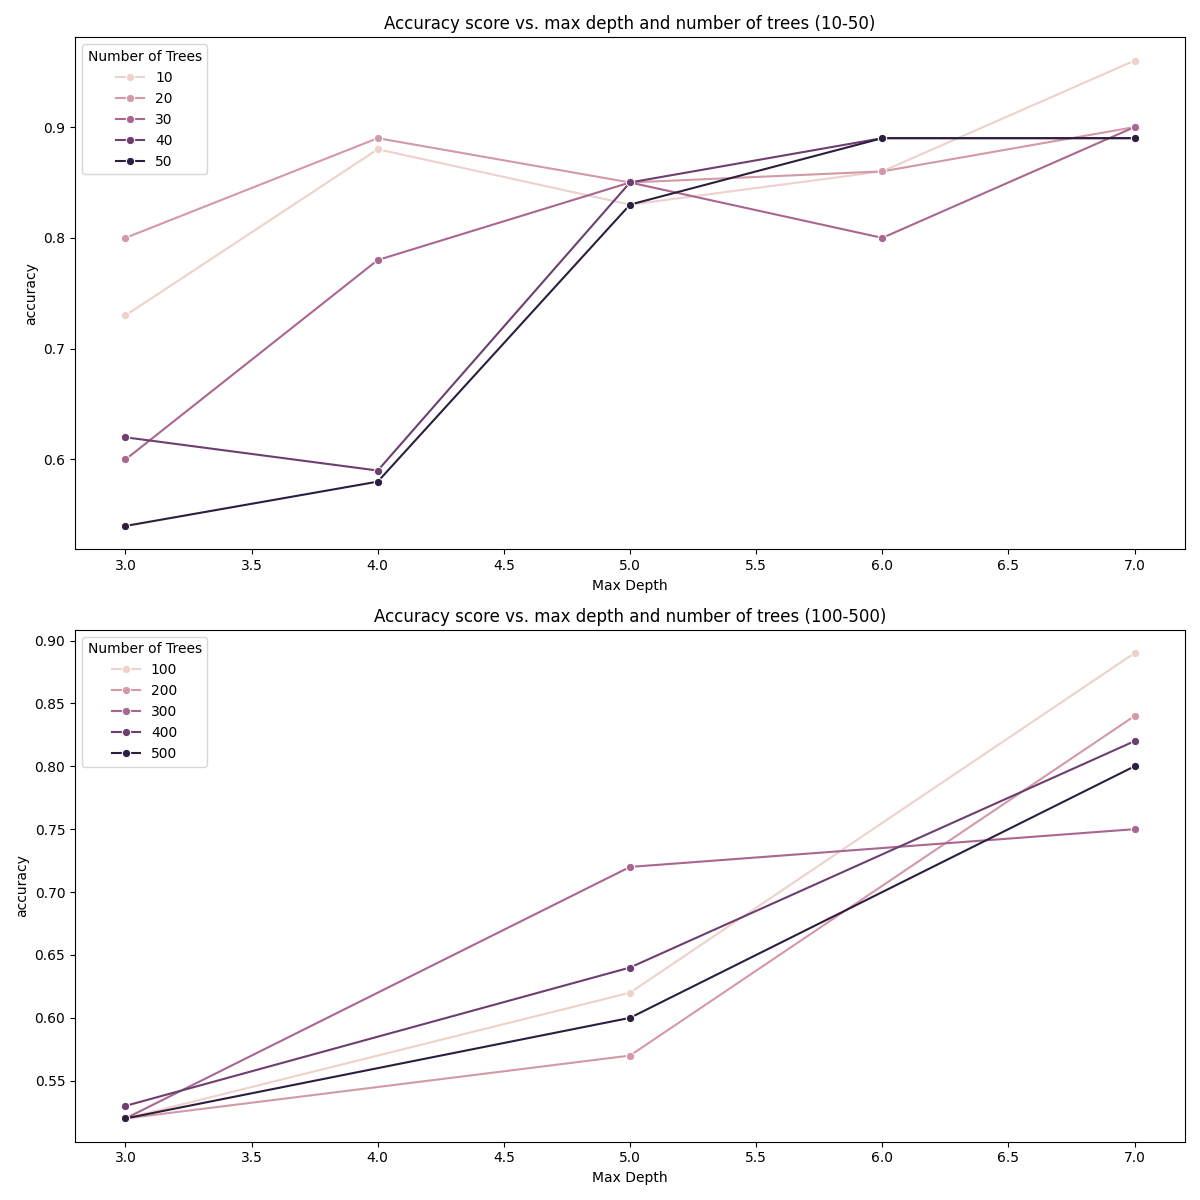 Accuracy score vs. max depth and number of trees (10-50)
Number of Trees
10
20
30
40
50
0.9
0.8
0.7
0.6
accuracy
3.0 3.5 4.0 4.5 5.0 5.5 6.0 6.5 7.0
Max Depth
Accuracy score vs. max depth and number of trees (100-500)
Number of Trees
100
200
300
400
500
0.90
0.85
0.80
0.75
0.70
0.65
0.60
0.55
accuracy
3.0 3.5 4.0 4.5 5.0 5.5 6.0 6.5 7.0
Max Depth